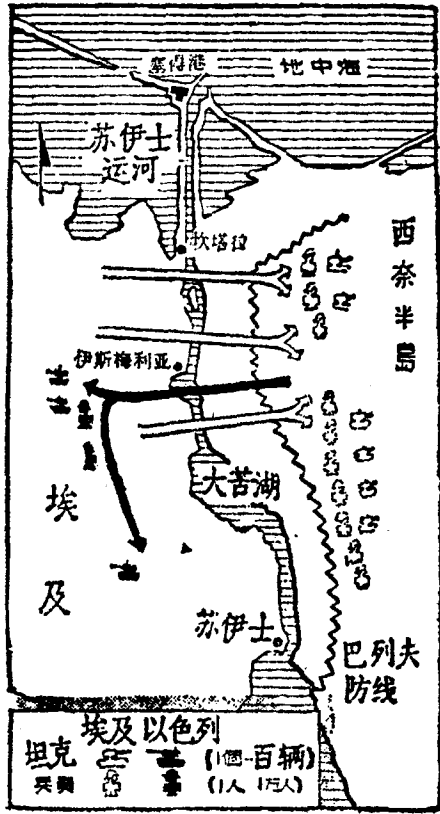 塞得港
地中海
苏伊士
运河
坎塔拉
西奈半島
伊斯梅利亚
大苦湖
埃及
苏伊士
巴列夫
防线
埃及以色列
坦克 (1個一百辆)
兵員 (1人 1万人)